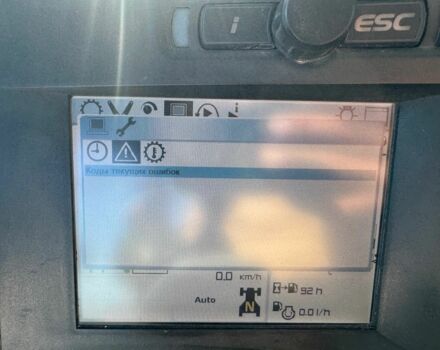 i ESC
Коды текущих ошибок
0.0 km/h
Auto N 92 h
0.0 l/h